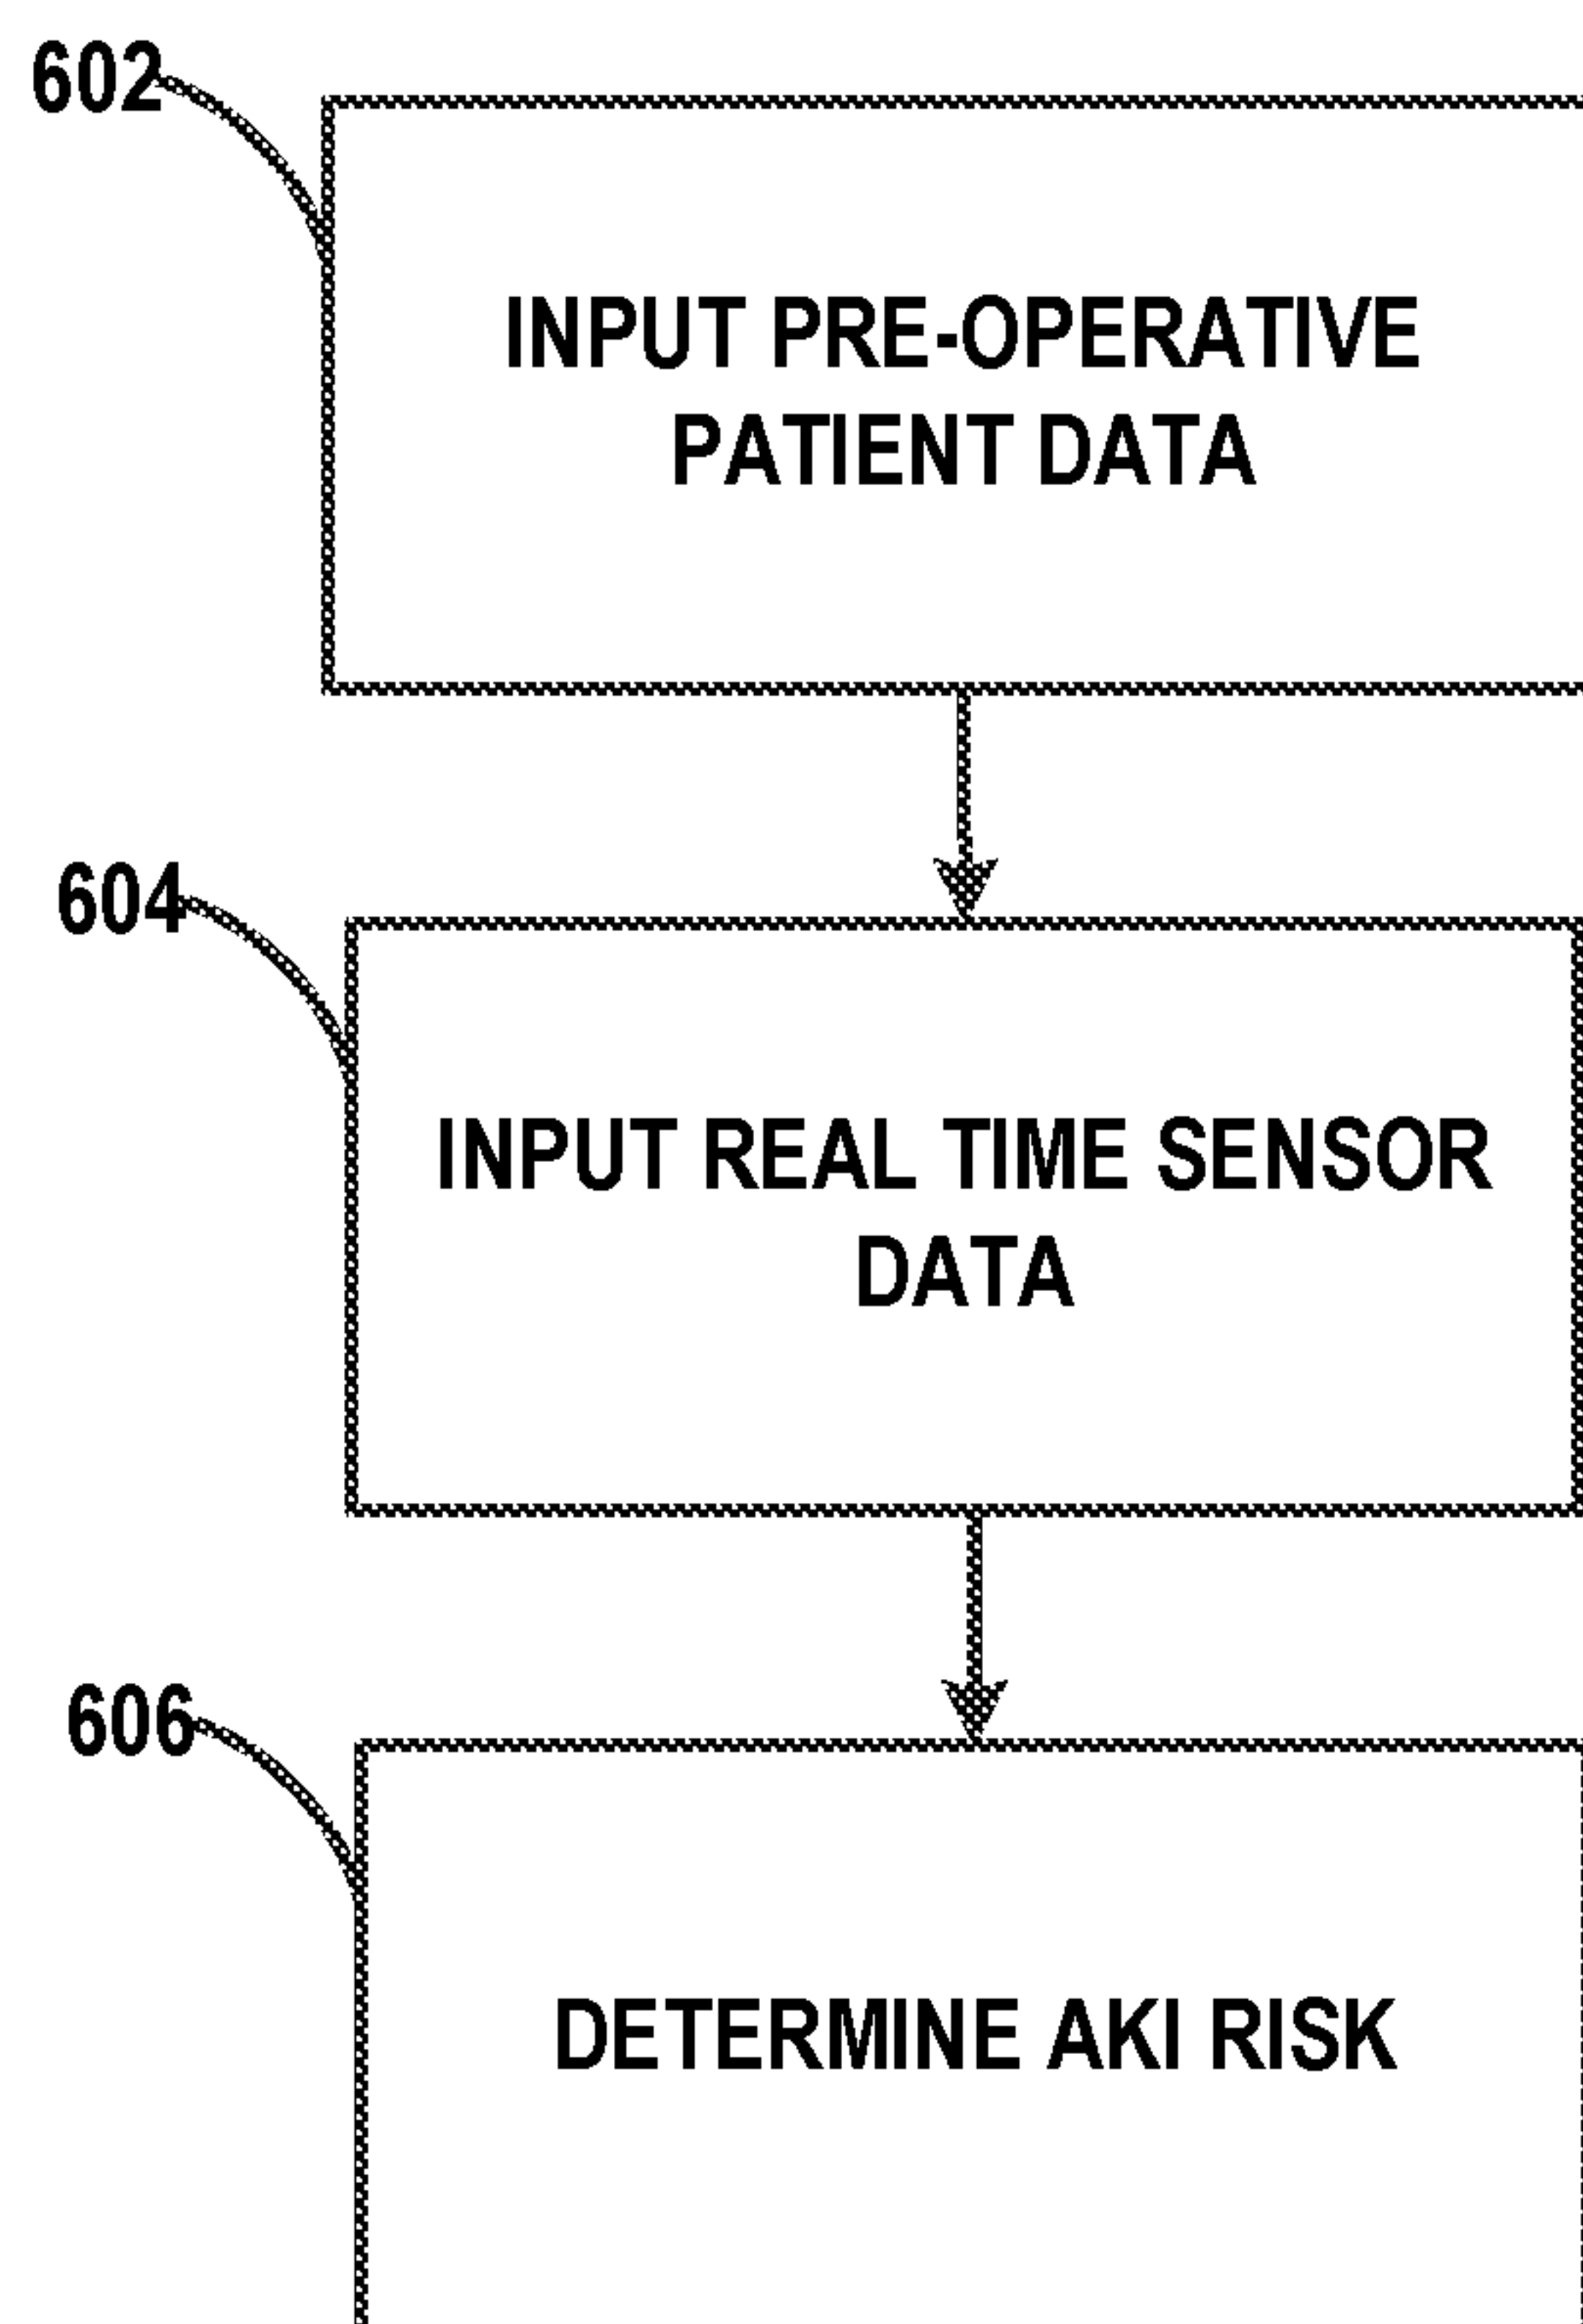 602
INPUT PRE-OPERATIVE
PATIENT DATA
604
INPUT REAL TIME SENSOR
DATA
606
DETERMINE AKI RISK